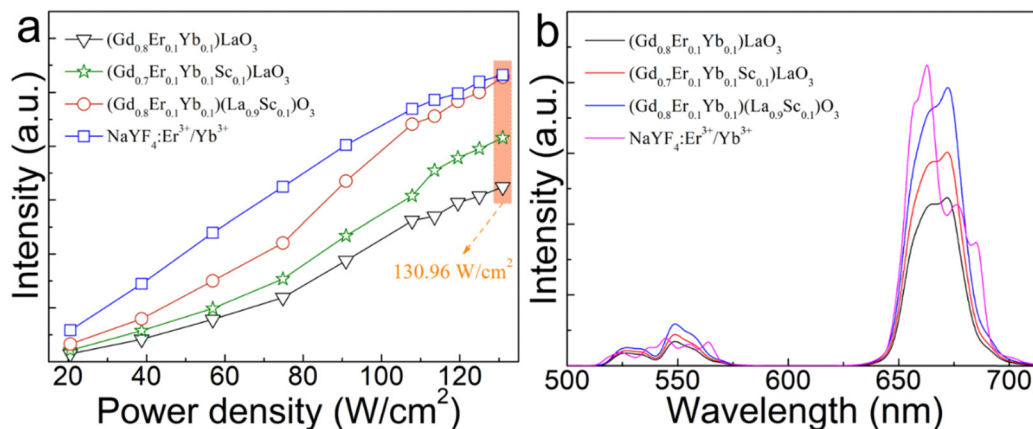 a
(Gd0.8Er0.1Yb0.1)LaO3
(Gd0.7Er0.1Yb0.1Sc0.1)LaO3
(Gd0.8Er0.1Yb0.1)(La0.9Sc0.1)O3
NaYF4:Er3+/Yb3+
130.96 W/cm2
Intensity (a.u.)
20 40 60 80 100 120
Power density (W/cm2)
b
(Gd0.8Er0.1Yb0.1)LaO3
(Gd0.7Er0.1Yb0.1Sc0.1)LaO3
(Gd0.8Er0.1Yb0.1)(La0.9Sc0.1)O3
NaYF4:Er3+/Yb3+
Intensity (a.u.)
500 550 600 650 700
Wavelength (nm)